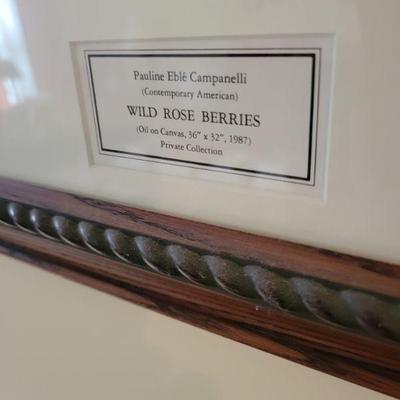 Pauline Eblé Campanelli
(Contemporary American)
WILD ROSE BERRIES
(Oil on Canvas, 36" x 32", 1987)
Private Collection